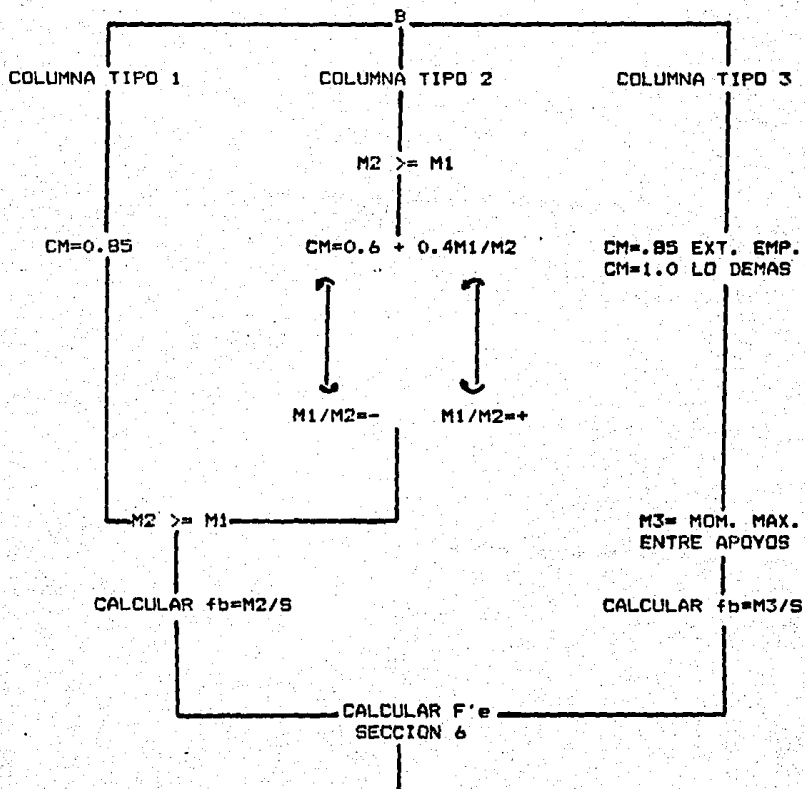 B
COLUMNA TIPO 1
COLUMNA TIPO 2
COLUMNA TIPO 3
M2 >= M1
CM=0.85
CM=0.6 + 0.4M1/M2
CM=.85 EXT. EMP.
CM=1.0 LO DEMAS
M1/M2=-
M1/M2=+
M2 >= M1
M3= MOM. MAX.
ENTRE APOYOS
CALCULAR fb=M2/S
CALCULAR fb=M3/S
CALCULAR F'e
SECCION 6